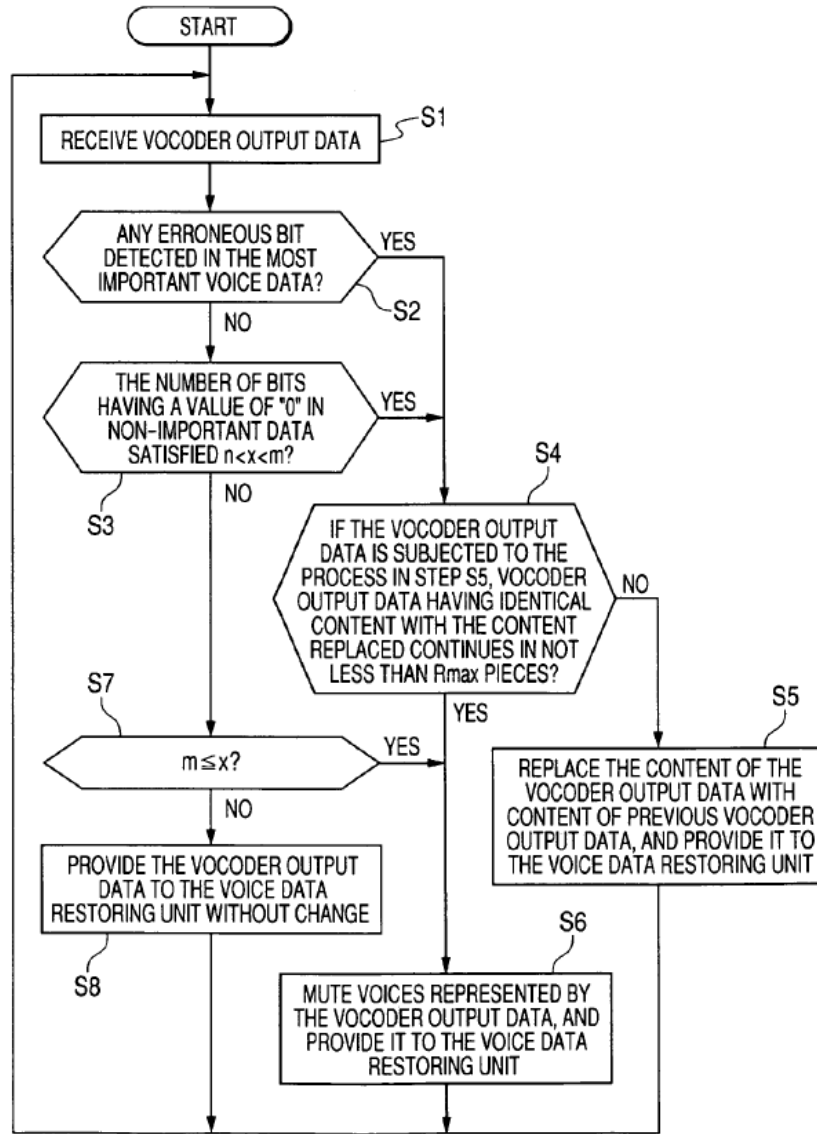 START
RECEIVE VOCODER OUTPUT DATA
S1
ANY ERRONEOUS BIT
DETECTED IN THE MOST
IMPORTANT VOICE DATA?
YES
S2
NO
THE NUMBER OF BITS
HAVING A VALUE OF "0" IN
NON-IMPORTANT DATA
SATISFIED n<x<m?
YES
S3
NO
S4
IF THE VOCODER OUTPUT
DATA IS SUBJECTED TO THE
PROCESS IN STEP S5, VOCODER
OUTPUT DATA HAVING IDENTICAL
CONTENT WITH THE CONTENT
REPLACED CONTINUES IN NOT
LESS THAN Rmax PIECES?
NO
YES
S7
m≦x?
YES
NO
S5
REPLACE THE CONTENT OF THE
VOCODER OUTPUT DATA WITH
CONTENT OF PREVIOUS VOCODER
OUTPUT DATA, AND PROVIDE IT TO
THE VOICE DATA RESTORING UNIT
PROVIDE THE VOCODER OUTPUT
DATA TO THE VOICE DATA
RESTORING UNIT WITHOUT CHANGE
S8
S6
MUTE VOICES REPRESENTED BY
THE VOCODER OUTPUT DATA, AND
PROVIDE IT TO THE VOICE DATA
RESTORING UNIT